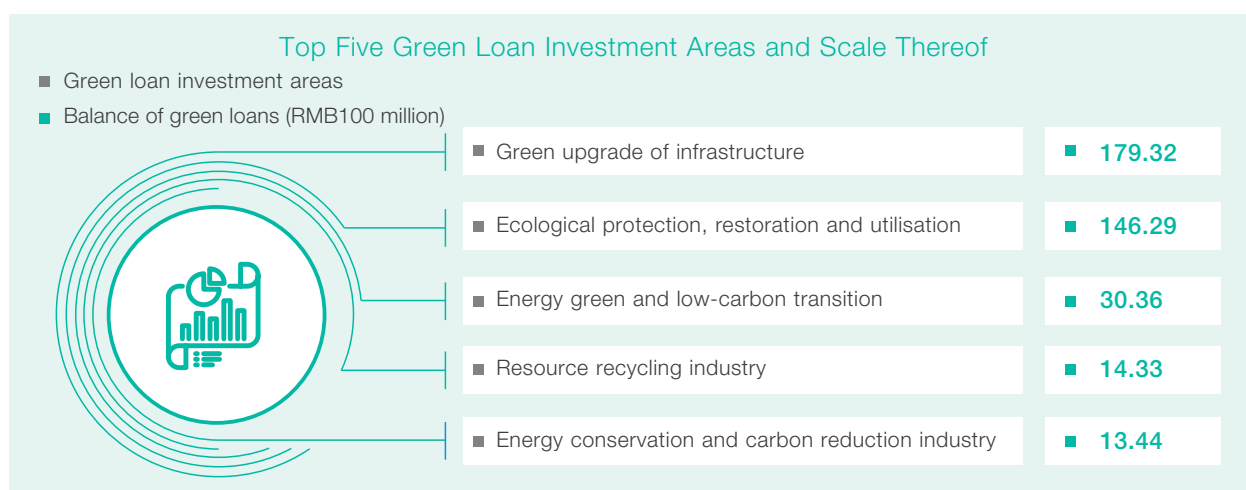 Top Five Green Loan Investment Areas and Scale Thereof
Green loan investment areas
Balance of green loans (RMB100 million)
Green upgrade of infrastructure 179.32
Ecological protection, restoration and utilisation 146.29
Energy green and low-carbon transition 30.36
Resource recycling industry 14.33
Energy conservation and carbon reduction industry 13.44